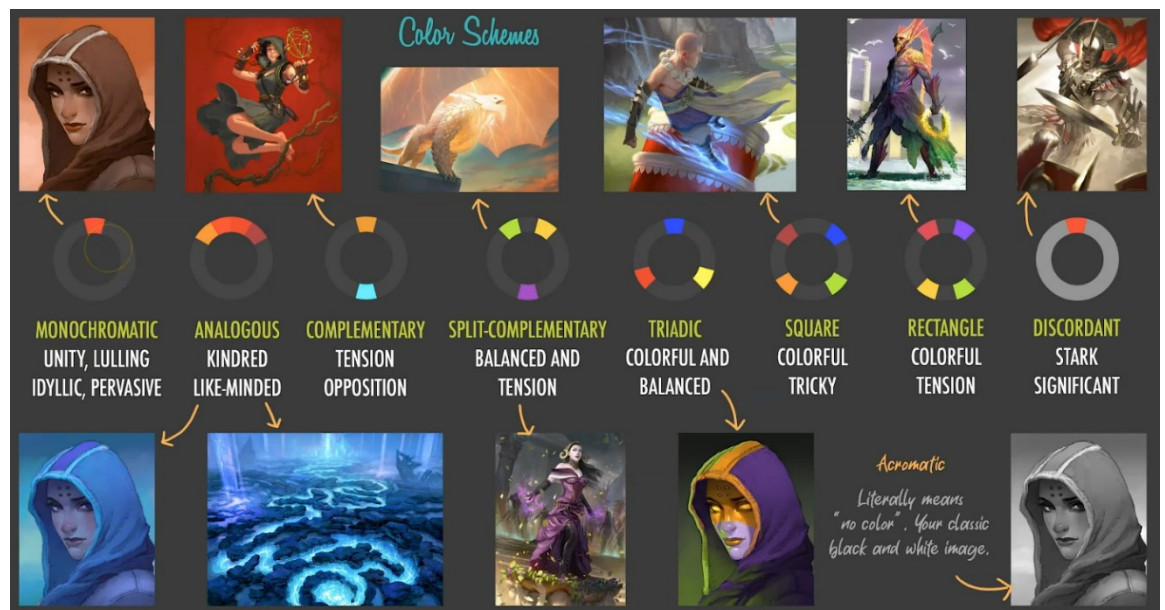 Color Schemes
MONOCHROMATIC
UNITY, LULLING
IDYLLIC, PERVASIVE
ANALOGOUS
KINDRED
LIKE-MINDED
COMPLEMENTARY
TENSION
OPPOSITION
SPLIT-COMPLEMENTARY
BALANCED AND
TENSION
TRIADIC
COLORFUL AND
BALANCED
SQUARE
COLORFUL
TRICKY
RECTANGLE
COLORFUL
TENSION
DISCORDANT
STARK
SIGNIFICANT
Acromatic
Literally means
"no color". Your classic
black and white image.